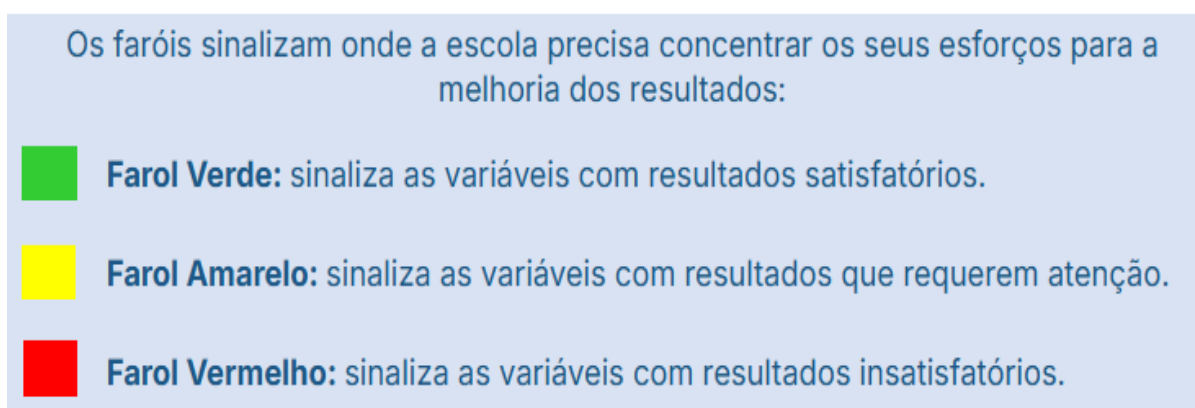 Os faróis sinalizam onde a escola precisa concentrar os seus esforços para a
melhoria dos resultados:
Farol Verde: sinaliza as variáveis com resultados satisfatórios.
Farol Amarelo: sinaliza as variáveis com resultados que requerem atenção.
Farol Vermelho: sinaliza as variáveis com resultados insatisfatórios.